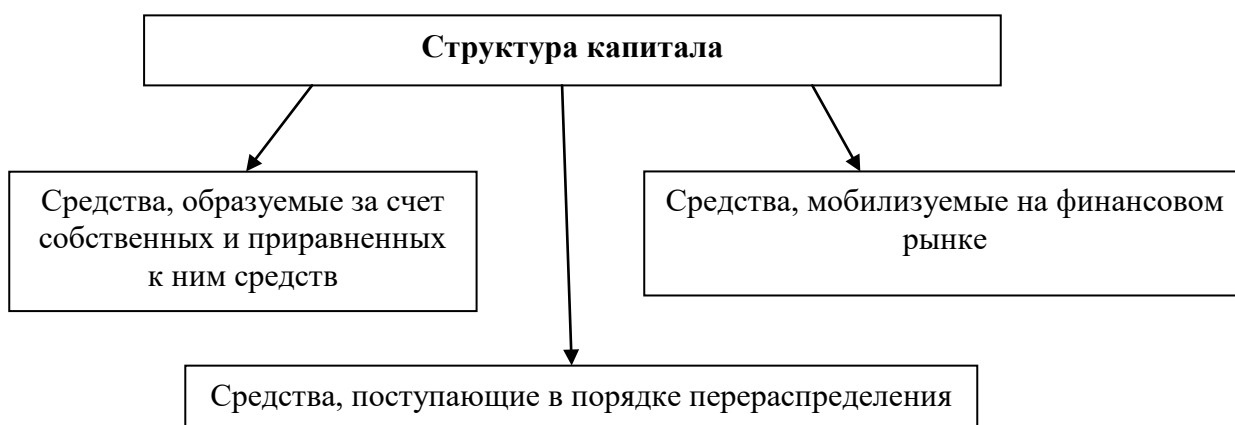 Структура капитала
Средства, образуемые за счет
собственных и приравненных
к ним средств
Средства, мобилизуемые на финансовом
рынке
Средства, поступающие в порядке перераспределения